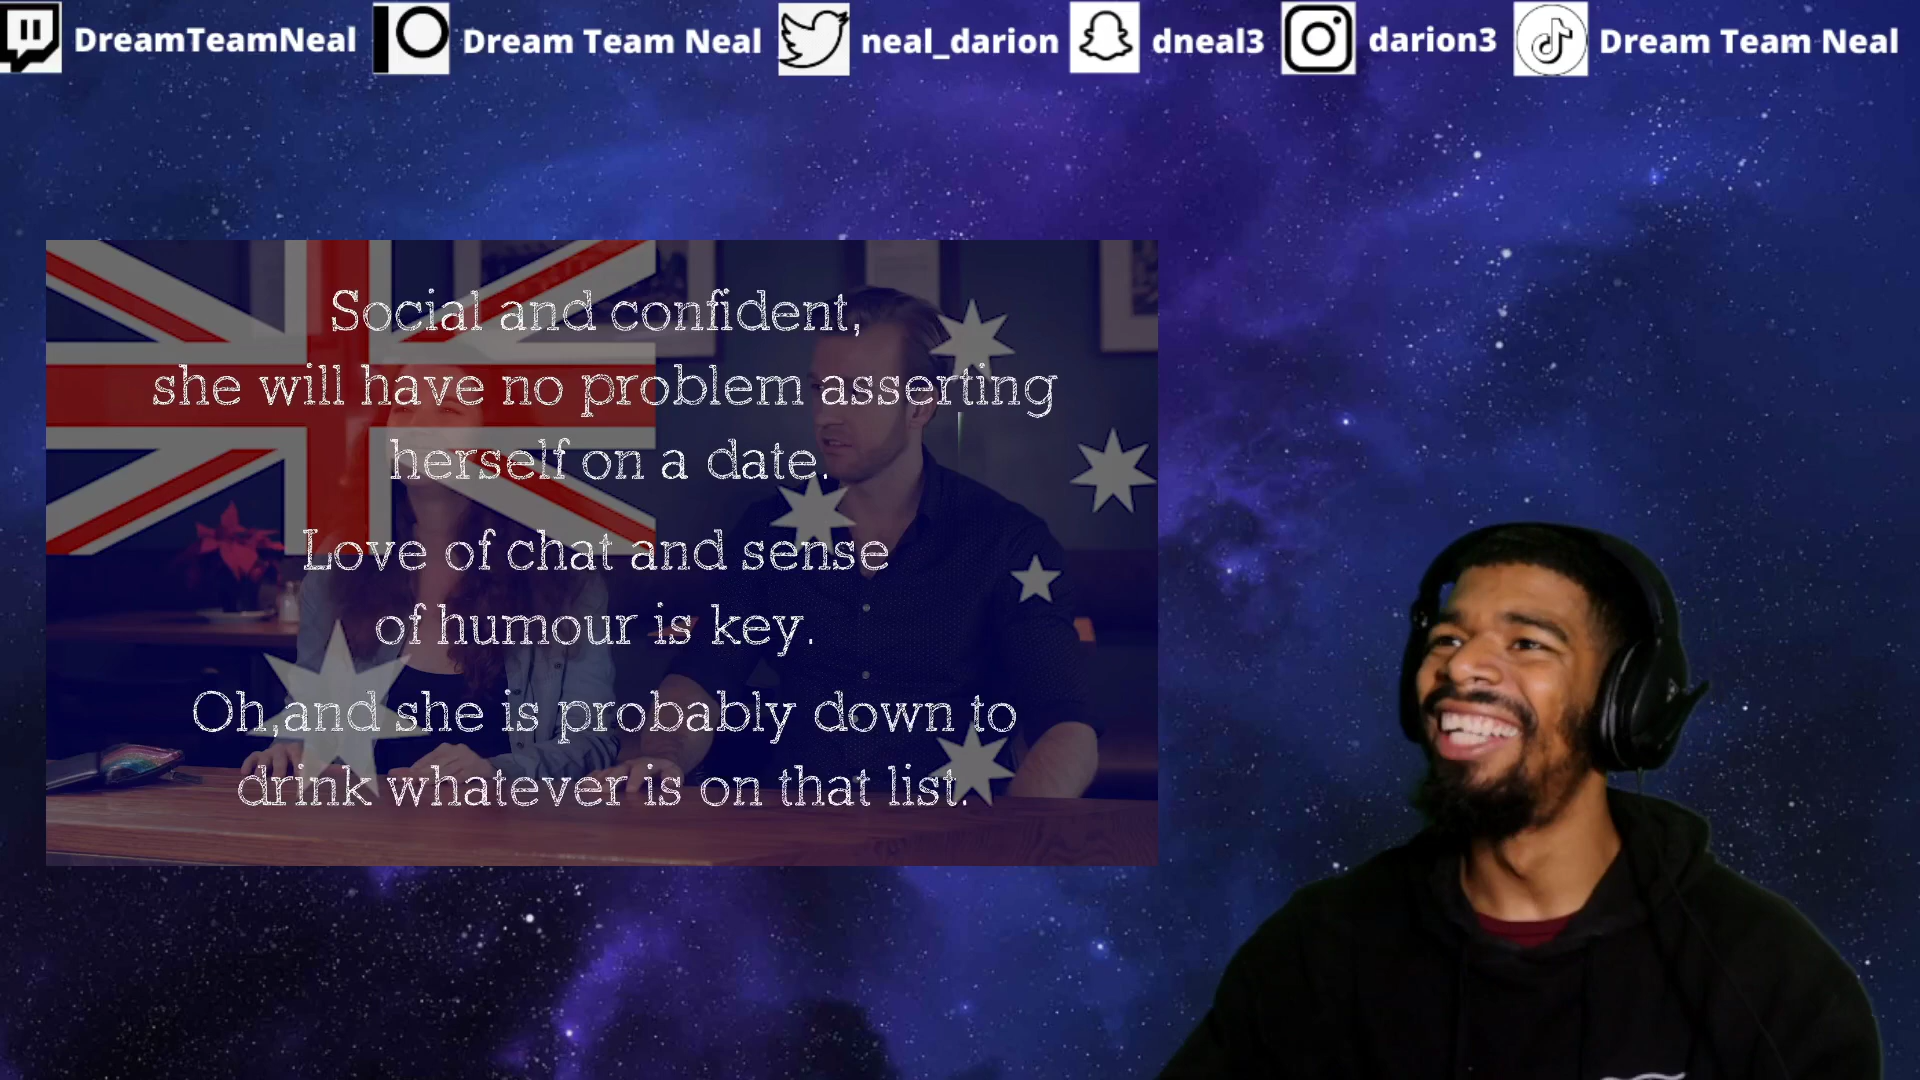 DreamTeamNeal
Dream Team Neal
neal_darion
dneal3
darion3
Dream Team Neal
Social and confident,
she will have no problem asserting
herself on a date.
Love of chat and sense
of humour is key.
Oh,and she is probably down to
drink whatever is on that list.